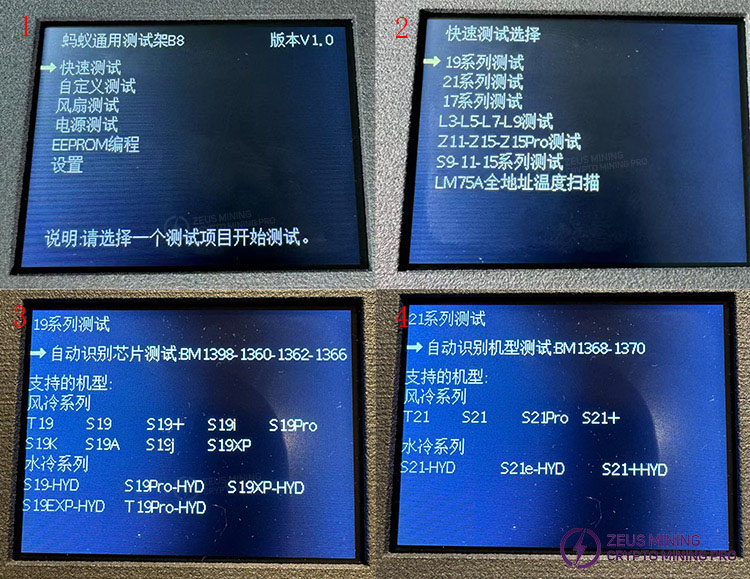 1
蚂蚁通用测试架B8 版本V1.0
快速测试
自定义测试
风扇测试
电源测试
EEPROM编程
设置
说明:请选择一个测试项目开始测试。
ZEUS MINING
CRYPTO MINING PRO
2
快速测试选择
19系列测试
21系列测试
17系列测试
L3-L5-L7-L9测试
Z11-Z15-Z15Pro测试
S9-11-15系列测试
LM75A全地址温度扫描
ZEUS MINING
CRYPTO MINING PRO
3
19系列测试
自动识别芯片测试:BM1398-1360-1362-1366
支持的机型:
风冷系列
T19 S19 S19+ S19i S19Pro
S19K S19A S19j S19XP
水冷系列
S19-HYD S19Pro-HYD S19XP-HYD
S19EXP-HYD T19Pro-HYD
4
21系列测试
自动识别机型测试:BM1368-1370
支持的机型:
风冷系列
T21 S21 S21Pro S21+
水冷系列
S21-HYD S21e-HYD S21++HYD
ZEUS MINING
CRYPTO MINING PRO